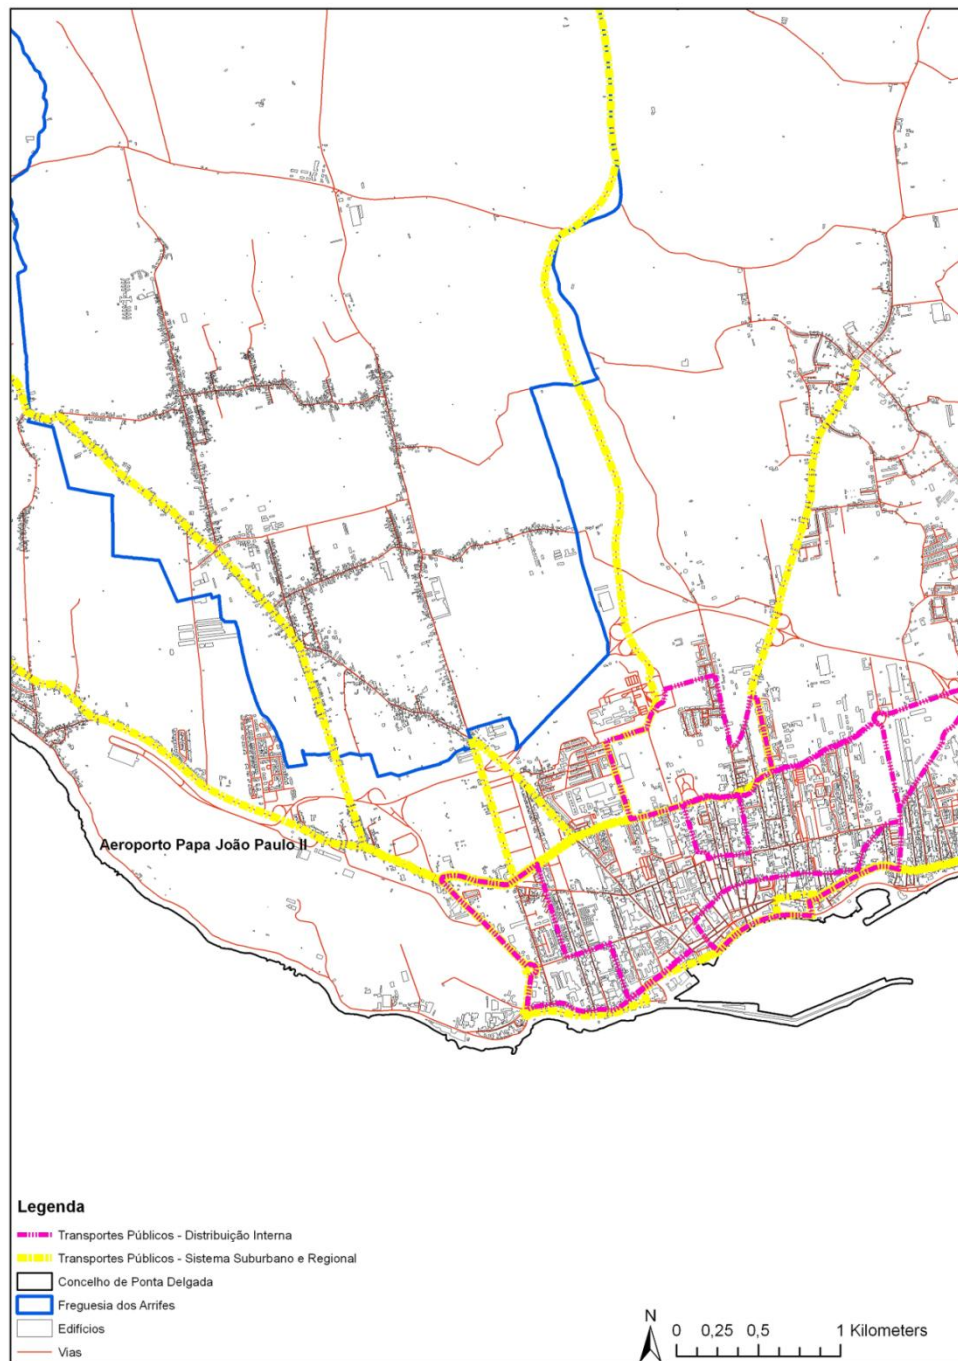 Aeroporto Papa João Paulo II
Legenda
Transportes Públicos - Distribuição Interna
Transportes Públicos - Sistema Suburbano e Regional
Concelho de Ponta Delgada
Freguesia dos Arrifes
Edifícios
Vias
N
0 0,25 0,5 1 Kilometers